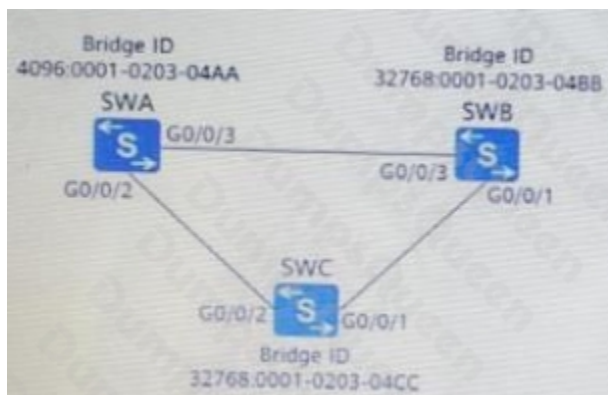 Bridge ID
4096:0001-0203-04AA
SWA
S
G0/0/3
G0/0/2
Bridge ID
32768:0001-0203-04BB
SWB
S
G0/0/3
G0/0/1
SWC
S
G0/0/2
G0/0/1
Bridge ID
32768:0001-0203-04CC